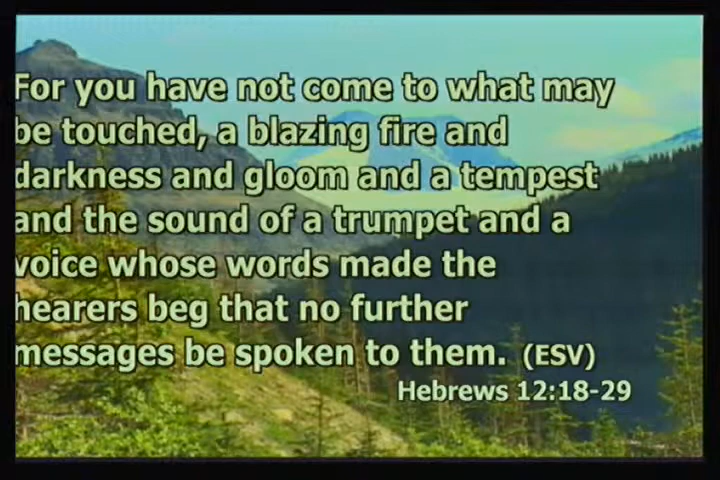 For you have not come to what may
be touched, a blazing fire and
darkness and gloom and a tempest
and the sound of a trumpet and a
voice whose words made the
hearers beg that no further
messages be spoken to them. (ESV)
Hebrews 12:18-29